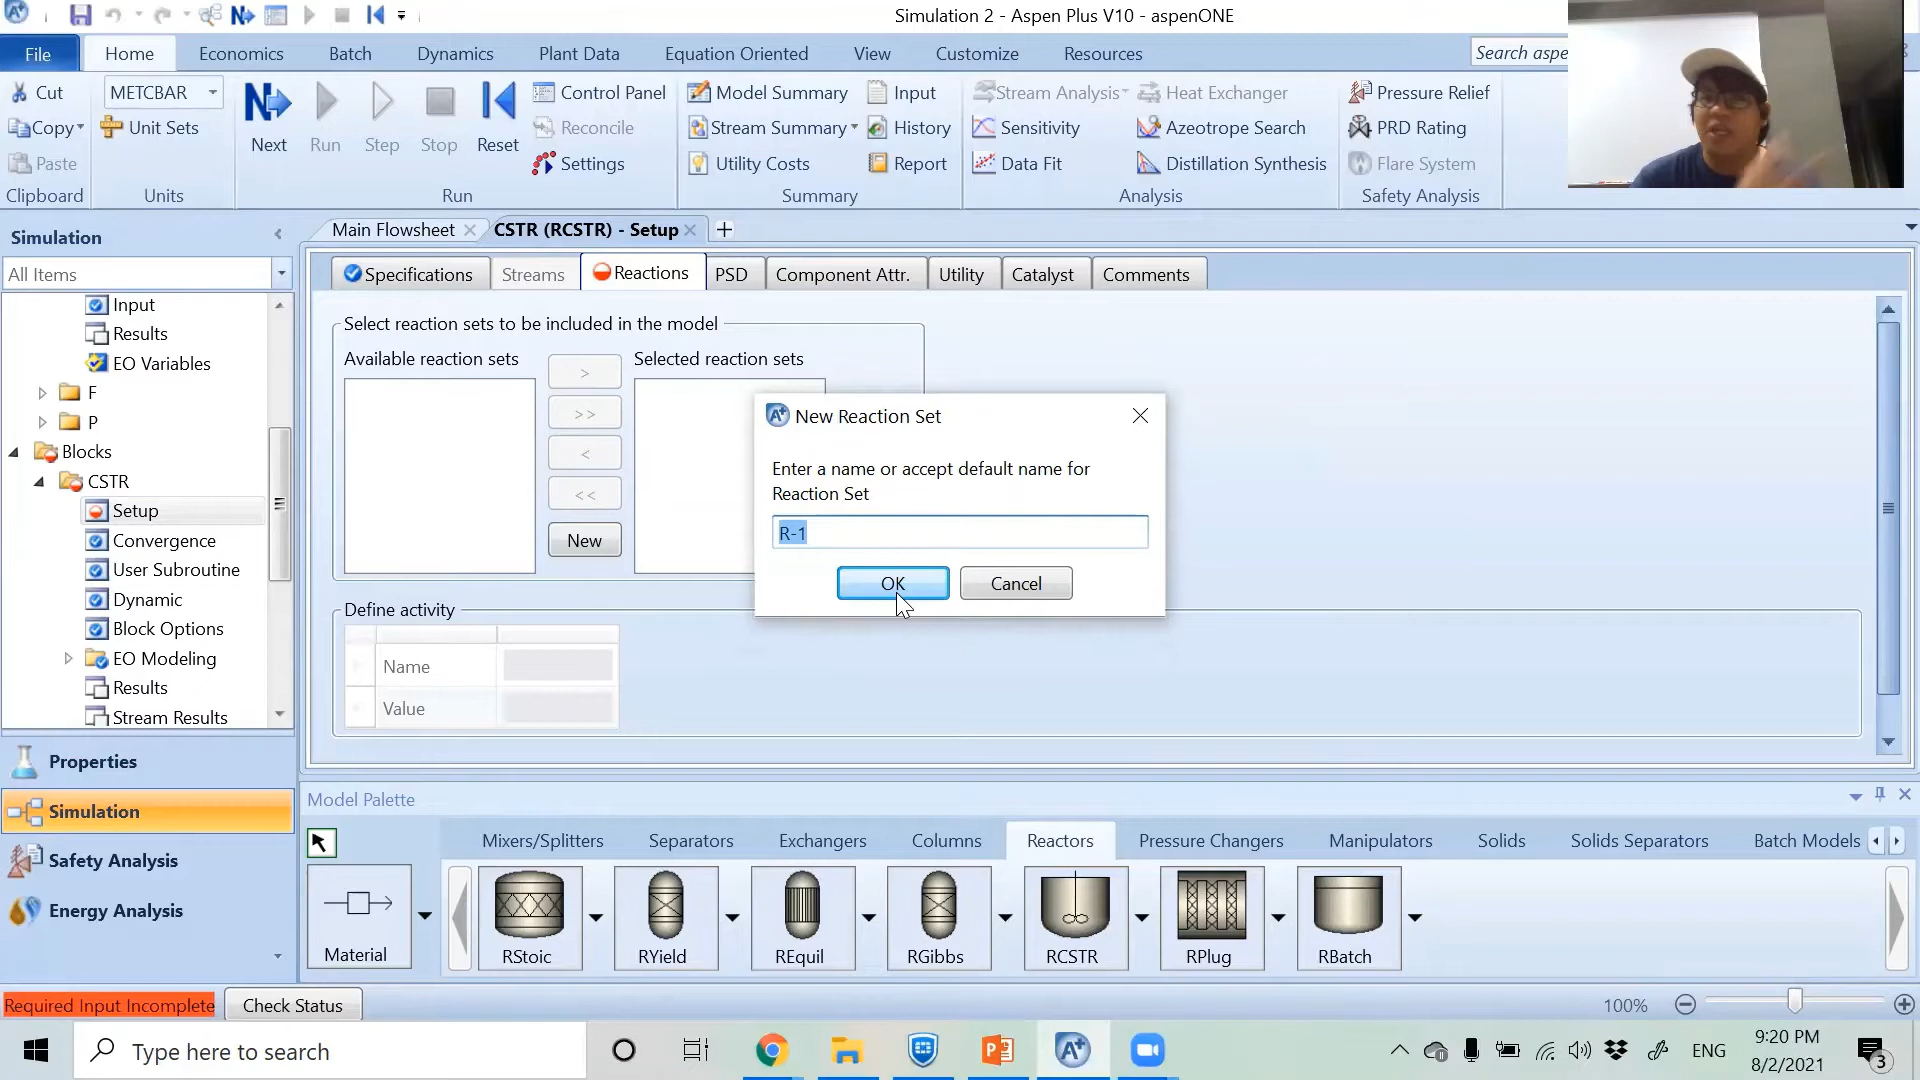 Simulation 2 - Aspen Plus V10 - aspenONE
File Home Economics Batch Dynamics Plant Data Equation Oriented View Customize Resources Search aspe
Cut METCBAR Control Panel Model Summary Input Stream Analysis Heat Exchanger Pressure Relief
Copy Unit Sets Reconcile Stream Summary History Sensitivity Azeotrope Search PRD Rating
Next Run Step Stop Reset
Paste Settings Utility Costs Report Data Fit Distillation Synthesis Flare System
Clipboard Units Run Summary Analysis Safety Analysis
Simulation
Main Flowsheet CSTR (RCSTR) - Setup
All Items
Specifications Streams Reactions PSD Component Attr. Utility Catalyst Comments
Input
Results
EO Variables
F
P
Blocks
CSTR
Setup
Convergence
User Subroutine
Dynamic
Block Options
EO Modeling
Results
Stream Results
Select reaction sets to be included in the model
Available reaction sets Selected reaction sets
>
>>
<
<<
New
New Reaction Set
Enter a name or accept default name for
Reaction Set
R-1
OK Cancel
Define activity
Name
Value
Properties
Simulation
Safety Analysis
Energy Analysis
Model Palette
Mixers/Splitters Separators Exchangers Columns Reactors Pressure Changers Manipulators Solids Solids Separators Batch Models
Material RStoic RYield REquil RGibbs RCSTR RPlug RBatch
Required Input Incomplete Check Status 100%
Type here to search
ENG
9:20 PM
8/2/2021
3